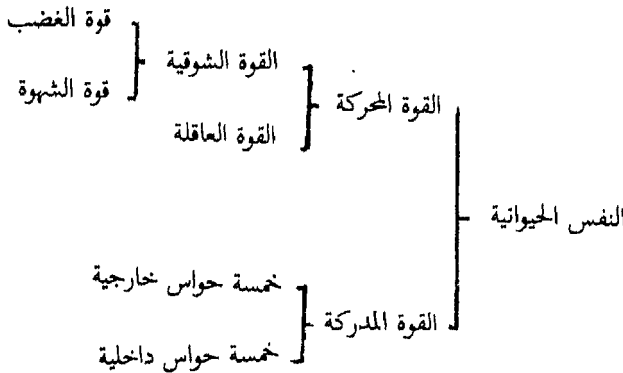 قوة الغضب
القوة الشوقية
قوة الشهوة
القوة المحركة
القوة العاقلة
النفس الحيوانية
خمسة حواس خارجية
القوة المدركة
خمسة حواس داخلية